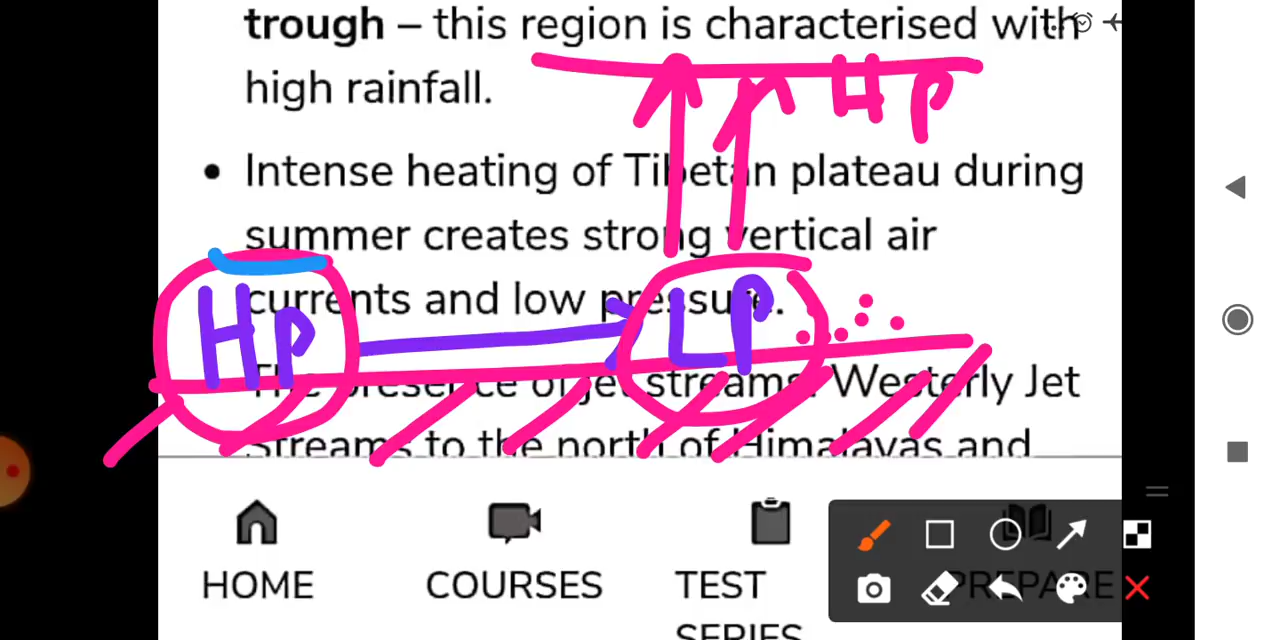 trough – this region is characterised with
high rainfall.
HP
• Intense heating of Tibetan plateau during
summer creates strong vertical air
currents and low pressure.
HP LP
The presence of jet streams. Westerly Jet
Streams to the north of Himalayas and
HOME COURSES TEST SERIES PREPARE